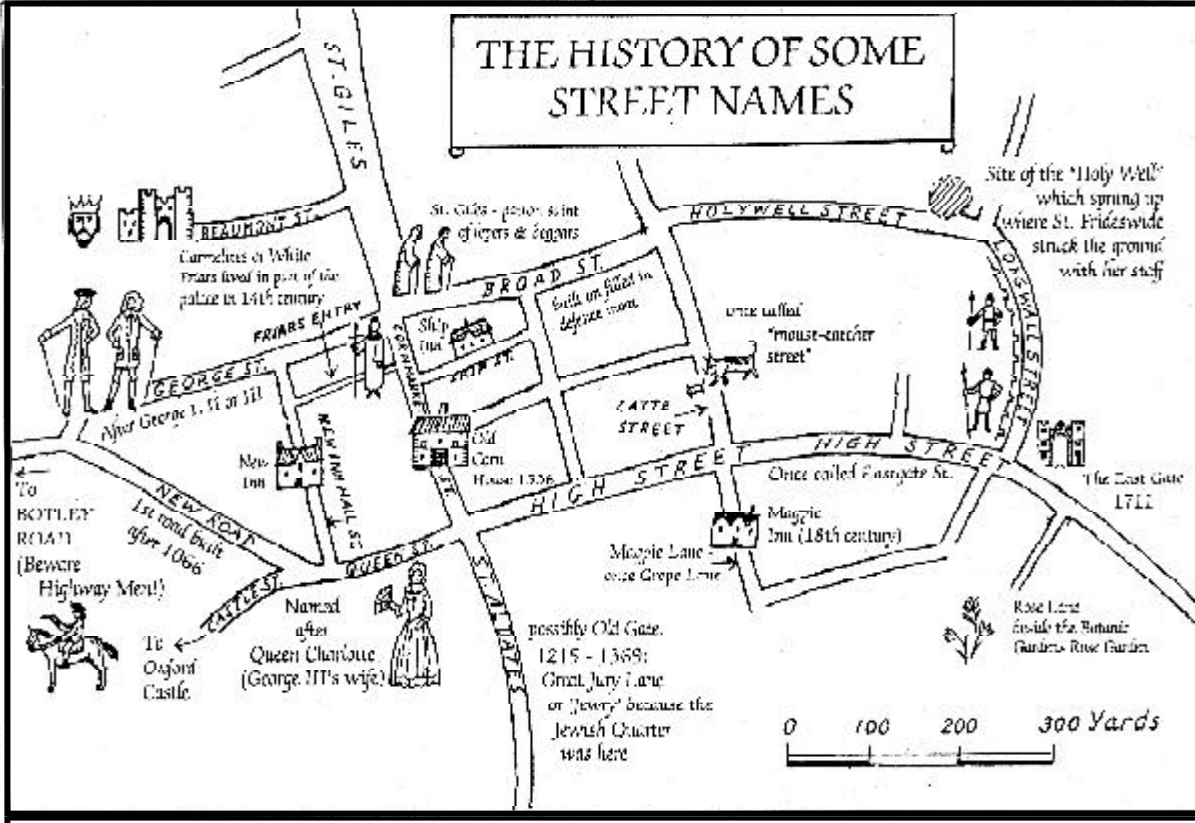 THE HISTORY OF SOME
STREET NAMES
ST. GILES
BEAUMONT ST.
Carmelites or White
Friars lived in part of the
palace in 14th century
St. Giles - patron saint
of lepers & beggars
BROAD ST.
built on filled in
defence moat
HOLYWELL STREET
Site of the "Holy Well"
which sprung up
where St. Frideswide
struck the ground
with her staff
LONGWALL STREET
FRIARS ENTRY
GEORGE ST.
After George I, II or III
CORNMARKET
ST.
Ship
Inn
SHIP ST.
once called
"mouse-catcher
street"
CATTE
STREET
NEW INN HALL ST.
New
Inn
Old
Corn
House 1536
HIGH STREET
HIGH STREET
Once called Eastgate St.
The East Gate
1711
To
BOTLEY
ROAD
(Beware
Highway Men!)
NEW ROAD
1st road built
after 1066
CASTLE ST.
To
Oxford
Castle
QUEEN ST.
Named
after
Queen Charlotte
(George III's wife)
ST. ALDATES
possibly Old Gate.
Great Jury Lane
or 'Jewry' because the
Jewish Quarter
was here
Magpie
Inn (18th century)
Magpie Lane -
once Grope Lane
Rose Lane
beside the Botanic
Gardens Rose Garden
0 100 200 300 Yards